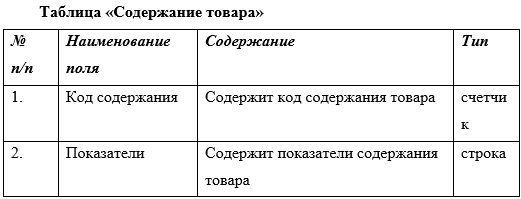 Таблица «Содержание товара»
№ Наименование Содержание Тип
п/п поля
1. Код содержания Содержит код содержания товара счетчи
к
2. Показатели Содержит показатели содержания строка
товара